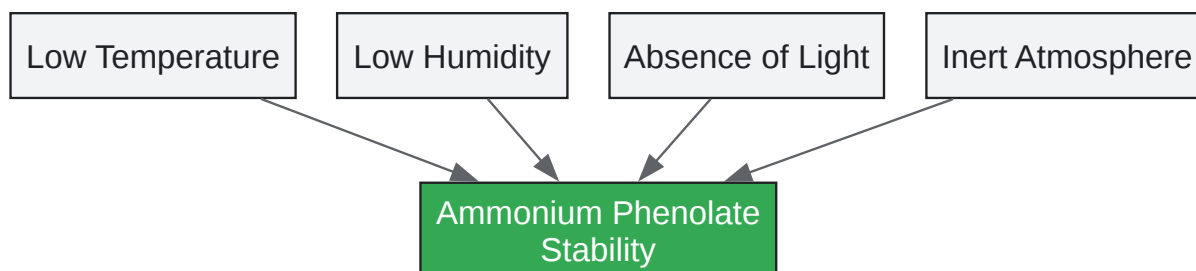 Low Temperature
Low Humidity
Absence of Light
Inert Atmosphere
Ammonium Phenolate
Stability